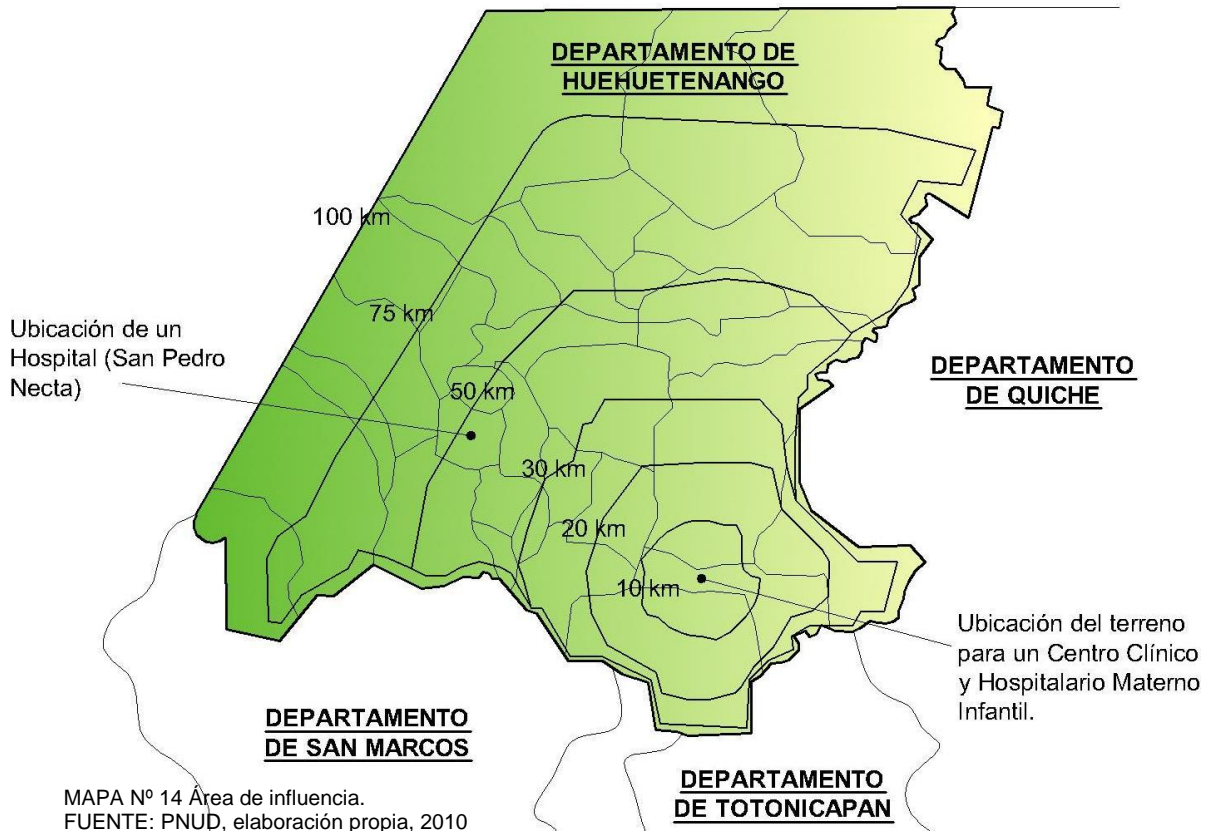 DEPARTAMENTO DE
HUEHUETENANGO
100 km
75 km
Ubicación de un
Hospital (San Pedro
Necta)
50 km
DEPARTAMENTO
DE QUICHE
30 km
20 km
10 km
Ubicación del terreno
para un Centro Clínico
y Hospitalario Materno
Infantil.
DEPARTAMENTO
DE SAN MARCOS
DEPARTAMENTO
DE TOTONICAPAN
MAPA Nº 14 Área de influencia.
FUENTE: PNUD, elaboración propia, 2010